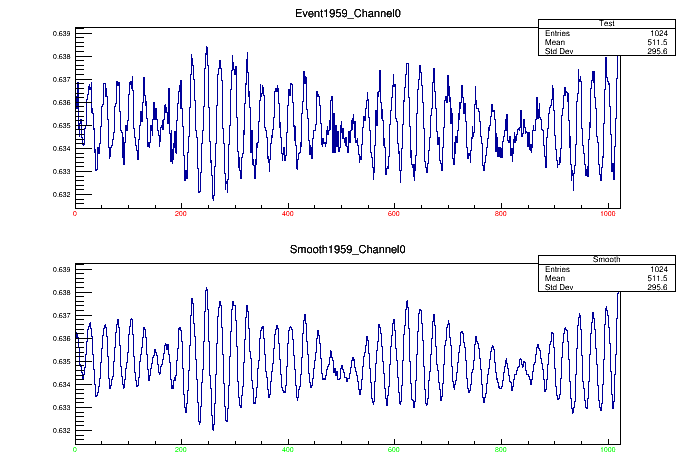 Event1959_Channel0
Test
Entries 1024
Mean 511.5
Std Dev 295.6
0.639
0.638
0.637
0.636
0.635
0.634
0.633
0.632
0 200 400 600 800 1000
Smooth1959_Channel0
Smooth
Entries 1024
Mean 511.5
Std Dev 295.6
0.639
0.638
0.637
0.636
0.635
0.634
0.633
0.632
0 200 400 600 800 1000